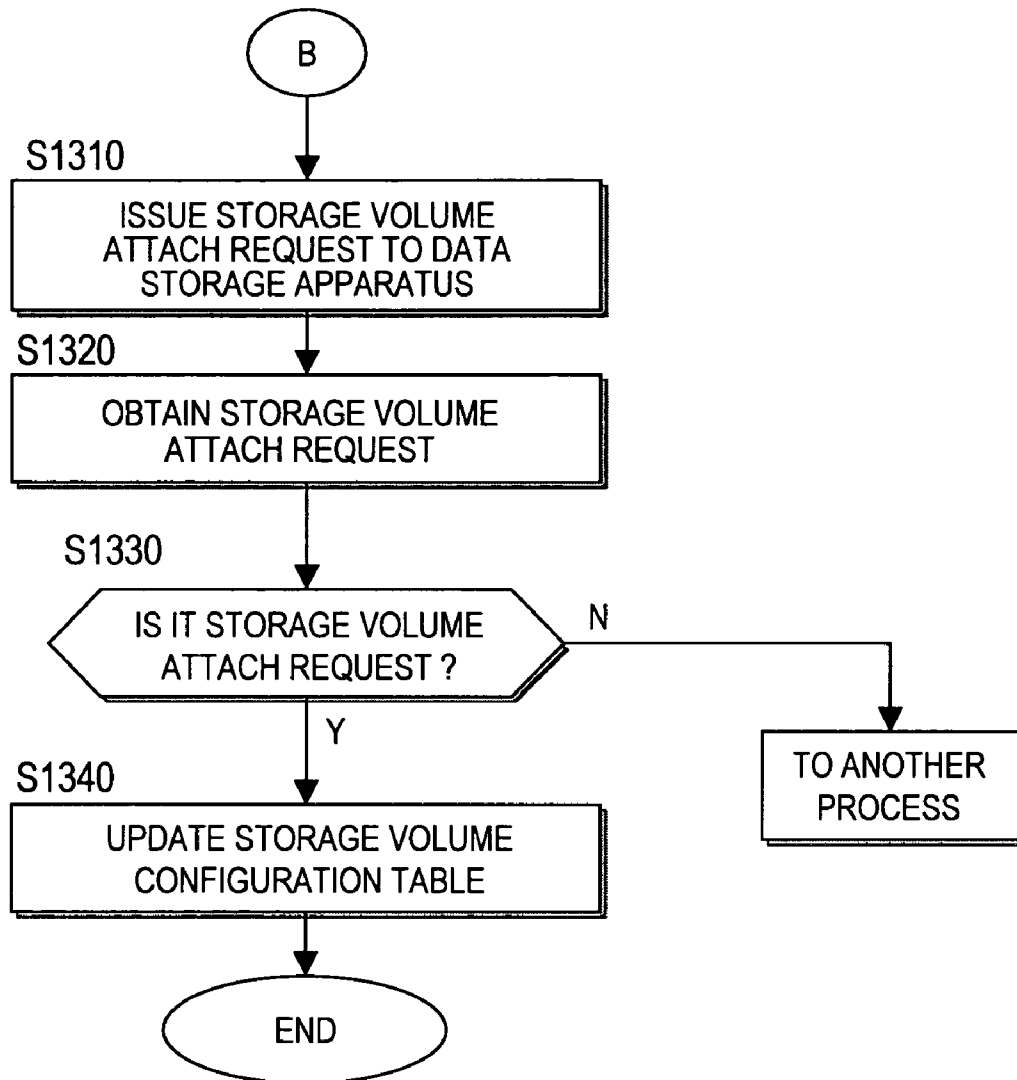 B
S1310
ISSUE STORAGE VOLUME
ATTACH REQUEST TO DATA
STORAGE APPARATUS
S1320
OBTAIN STORAGE VOLUME
ATTACH REQUEST
S1330
IS IT STORAGE VOLUME
ATTACH REQUEST ?
N
Y
TO ANOTHER
PROCESS
S1340
UPDATE STORAGE VOLUME
CONFIGURATION TABLE
END